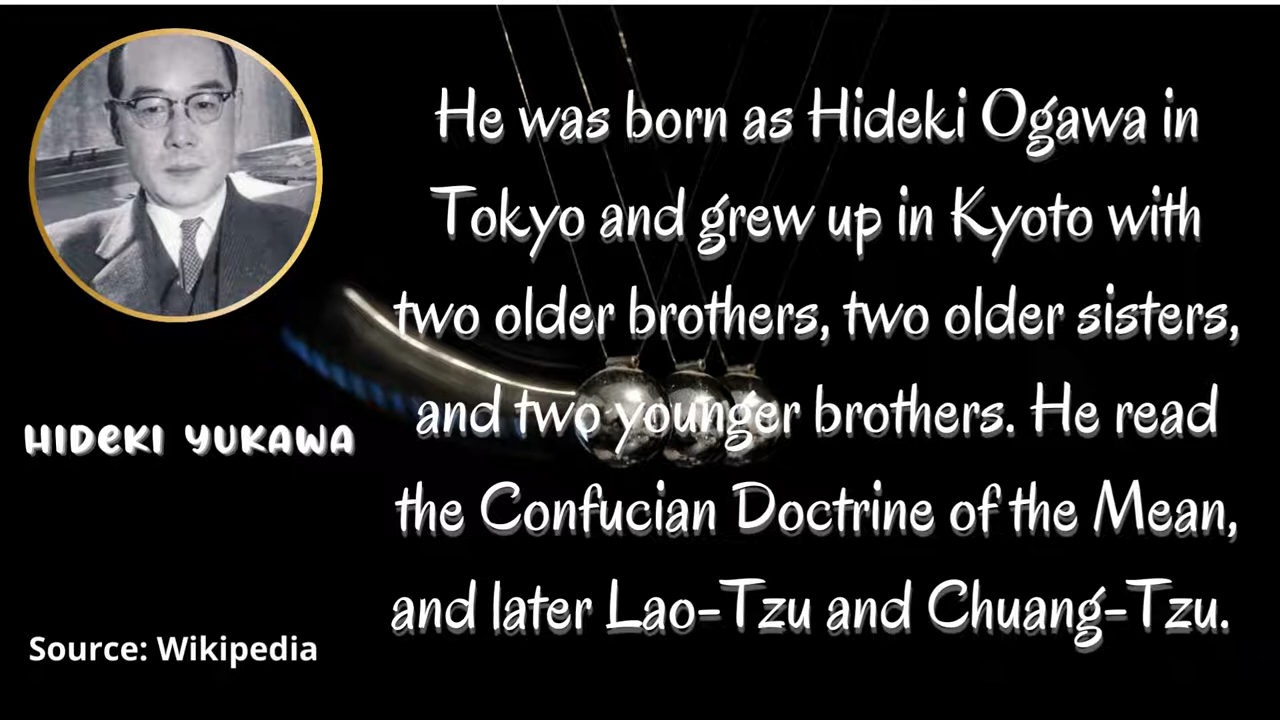 He was born as Hideki Ogawa in
Tokyo and grew up in Kyoto with
two older brothers, two older sisters,
and two younger brothers. He read
the Confucian Doctrine of the Mean,
and later Lao-Tzu and Chuang-Tzu.
HIDEKI YUKAWA
Source: Wikipedia